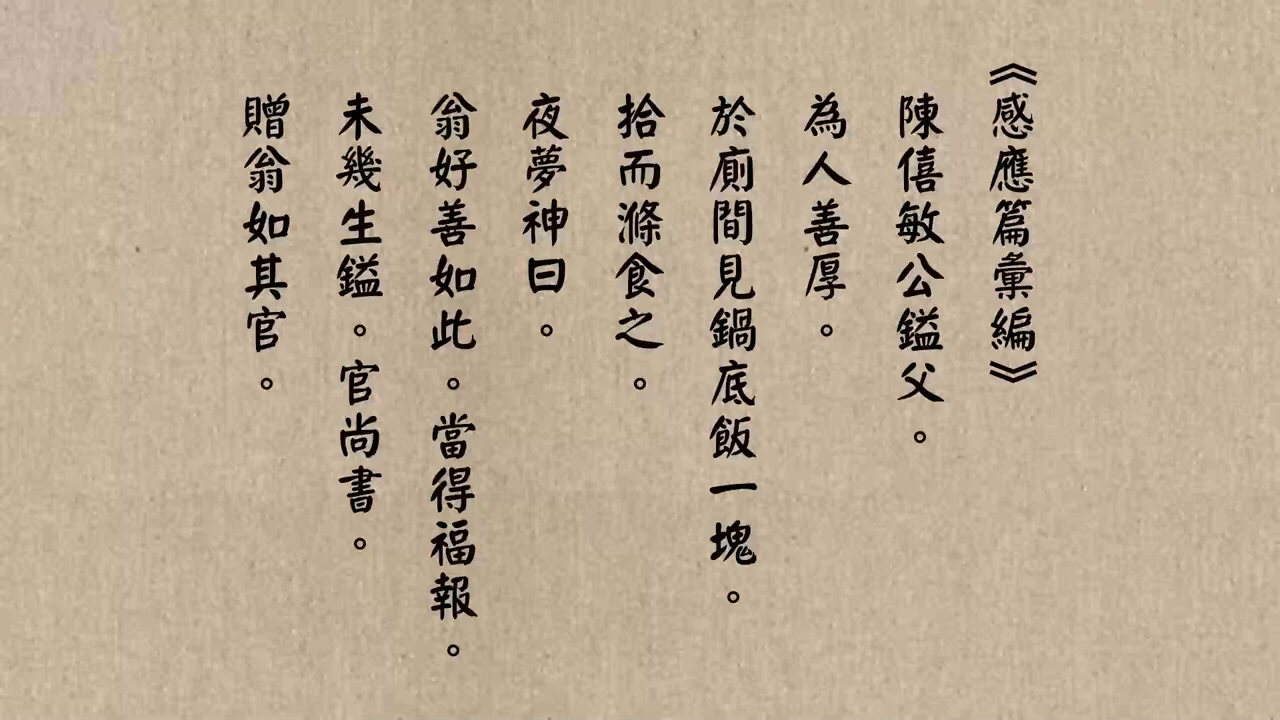 《感應篇彙編》
陳僖敏公鎰父。
為人善厚。
於廁間見鍋底飯一塊。
拾而滌食之。
夜夢神曰。
翁好善如此。當得福報。
未幾生鎰。官尚書。
贈翁如其官。